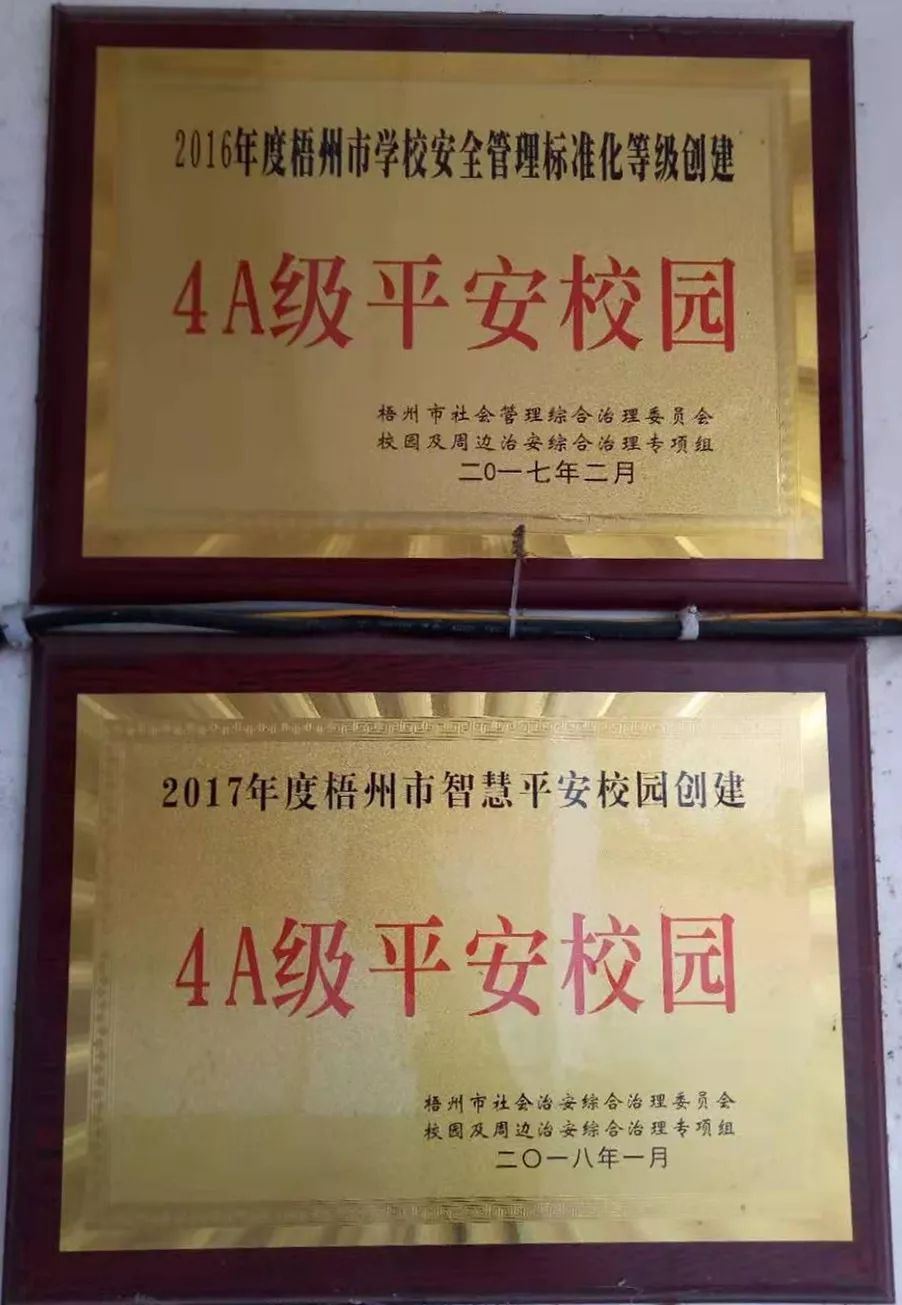 2016年度梧州市学校安全管理标准化等级创建
4A级平安校园
梧州市社会管理综合治理委员会
校园及周边治安综合治理专项组
二0一七年二月
2017年度梧州市智慧平安校园创建
4A级平安校园
梧州市社会治安综合治理委员会
校园及周边治安综合治理专项组
二〇一八年一月